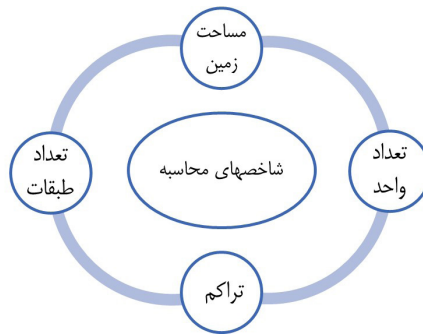 مساحت
زمین
تعداد
واحد
شاخصهای محاسبه
تعداد
طبقات
تراکم